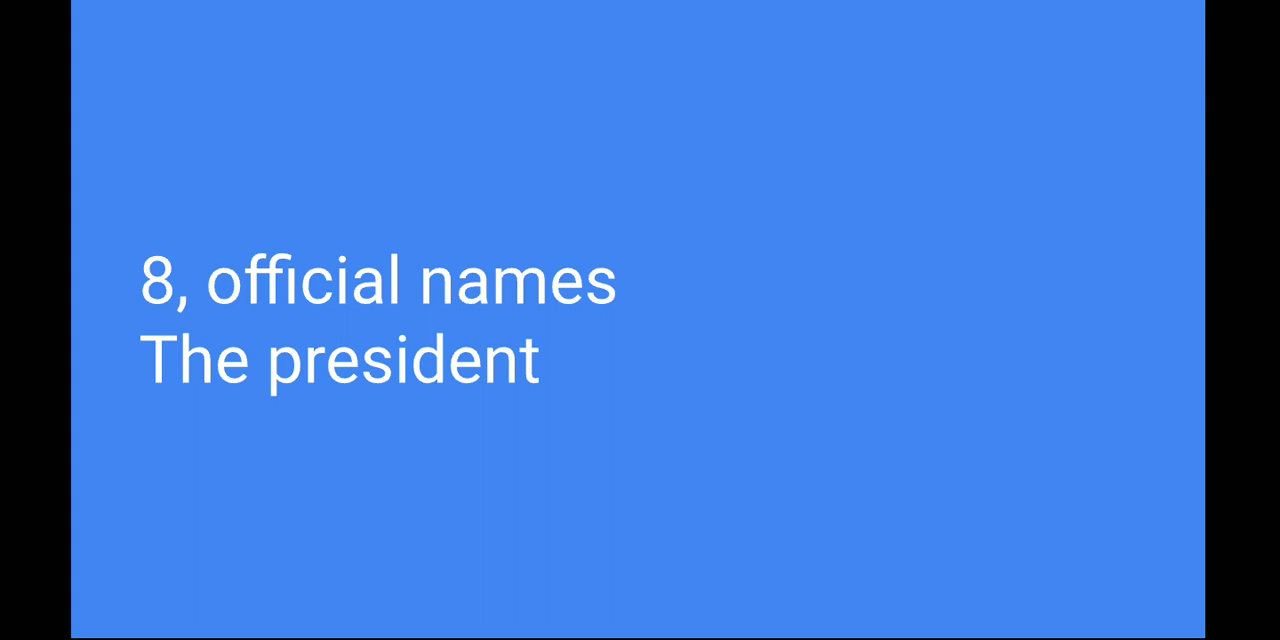 8, official names
The president